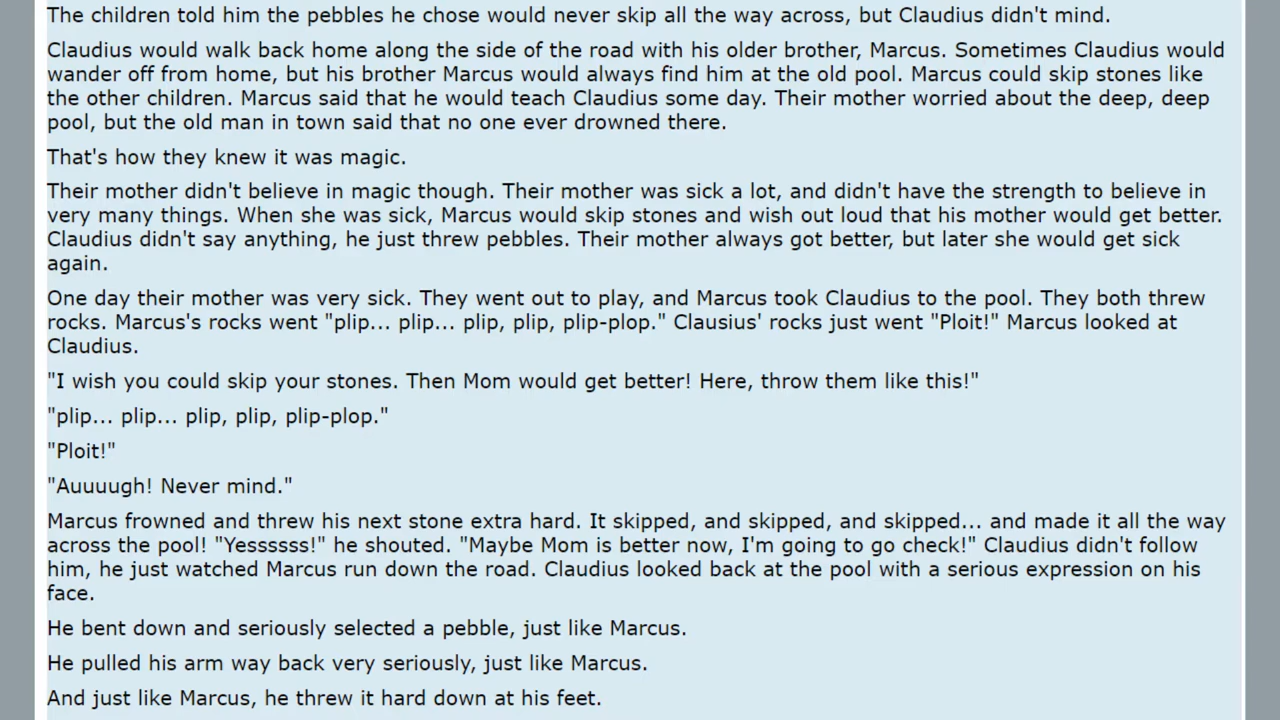 The children told him the pebbles he chose would never skip all the way across, but Claudius didn't mind.
Claudius would walk back home along the side of the road with his older brother, Marcus. Sometimes Claudius would
wander off from home, but his brother Marcus would always find him at the old pool. Marcus could skip stones like
the other children. Marcus said that he would teach Claudius some day. Their mother worried about the deep, deep
pool, but the old man in town said that no one ever drowned there.
That's how they knew it was magic.
Their mother didn't believe in magic though. Their mother was sick a lot, and didn't have the strength to believe in
very many things. When she was sick, Marcus would skip stones and wish out loud that his mother would get better.
Claudius didn't say anything, he just threw pebbles. Their mother always got better, but later she would get sick
again.
One day their mother was very sick. They went out to play, and Marcus took Claudius to the pool. They both threw
rocks. Marcus's rocks went "plip... plip... plip, plip, plip-plop." Clausius' rocks just went "Ploit!" Marcus looked at
Claudius.
"I wish you could skip your stones. Then Mom would get better! Here, throw them like this!"
"plip... plip... plip, plip, plip-plop."
"Ploit!"
"Auuuugh! Never mind."
Marcus frowned and threw his next stone extra hard. It skipped, and skipped, and skipped... and made it all the way
across the pool! "Yessssss!" he shouted. "Maybe Mom is better now, I'm going to go check!" Claudius didn't follow
him, he just watched Marcus run down the road. Claudius looked back at the pool with a serious expression on his
face.
He bent down and seriously selected a pebble, just like Marcus.
He pulled his arm way back very seriously, just like Marcus.
And just like Marcus, he threw it hard down at his feet.